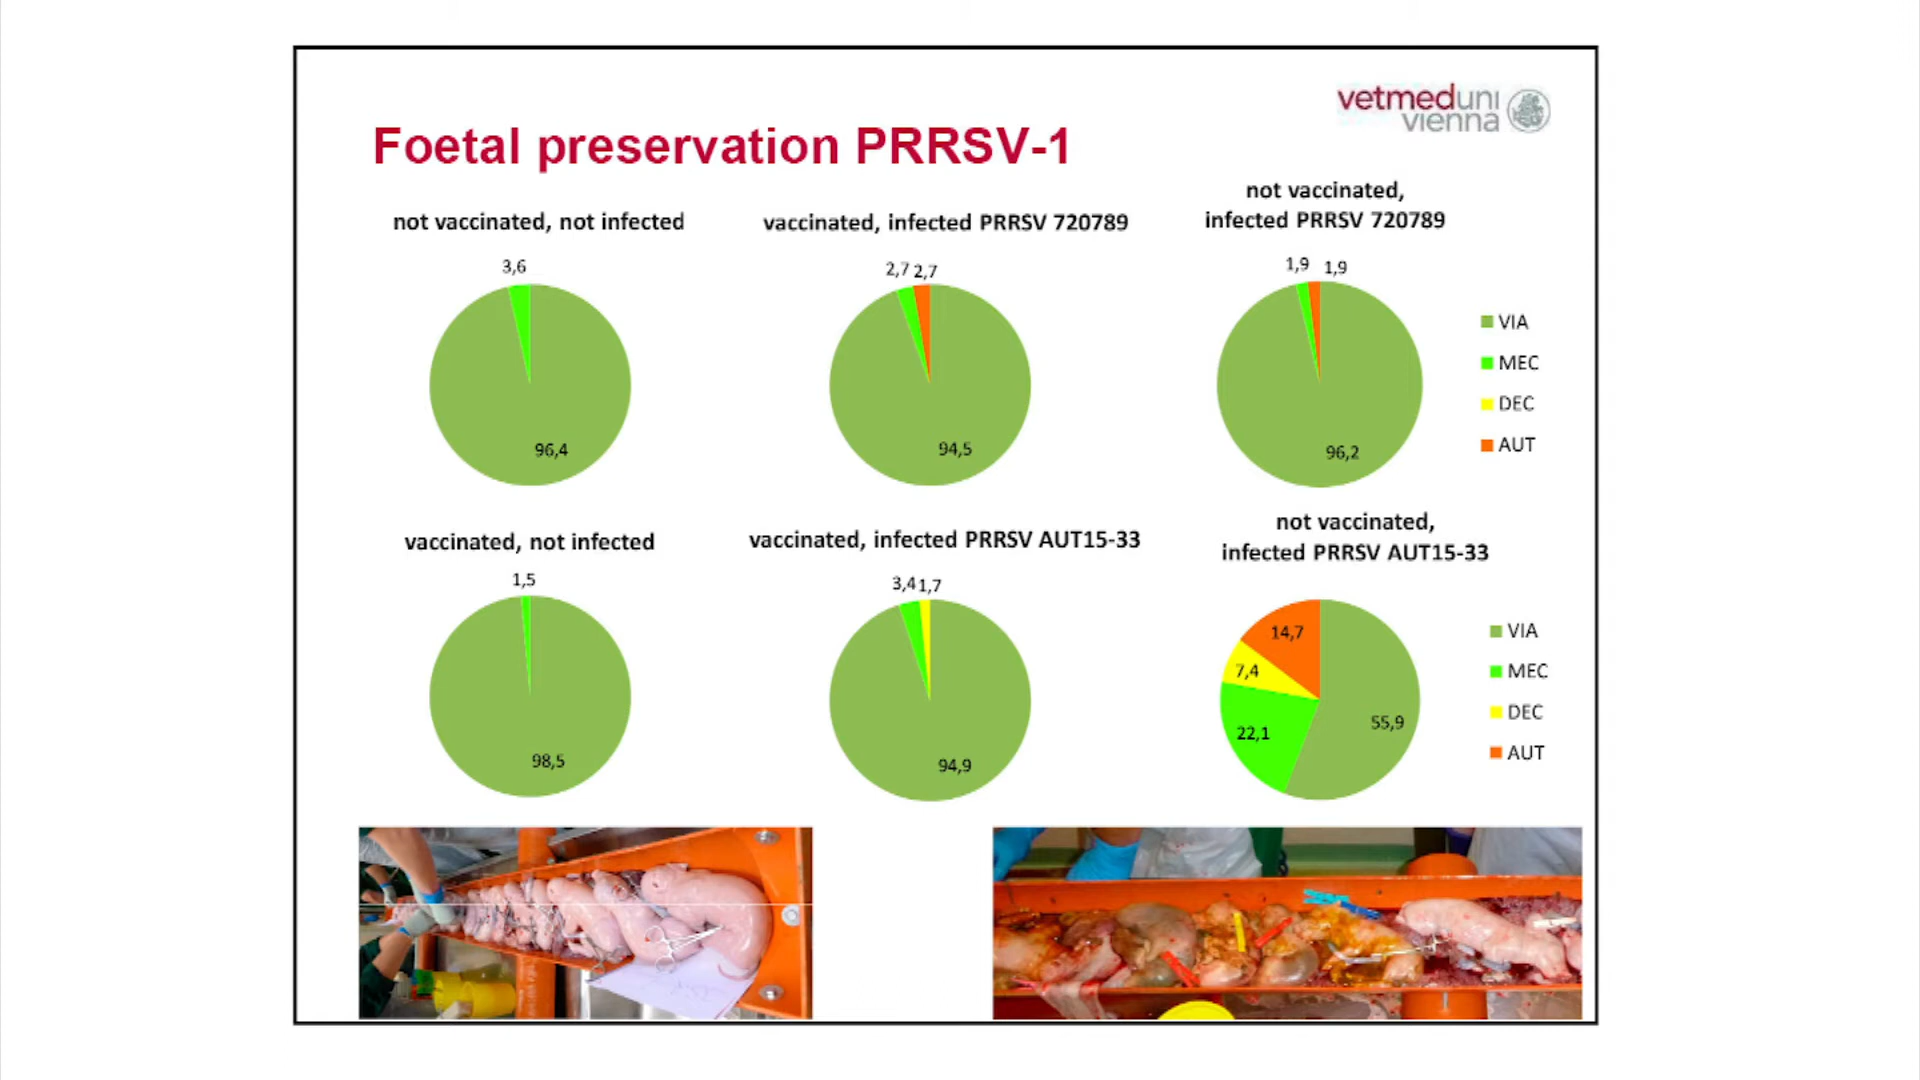 vetmeduni
vienna
Foetal preservation PRRSV-1
not vaccinated, not infected
3,6
96,4
vaccinated, infected PRRSV 720789
2,7 2,7
94,5
not vaccinated,
infected PRRSV 720789
1,9 1,9
96,2
VIA
MEC
DEC
AUT
vaccinated, not infected
1,5
98,5
vaccinated, infected PRRSV AUT15-33
3,4 1,7
94,9
not vaccinated,
infected PRRSV AUT15-33
14,7
7,4
22,1
55,9
VIA
MEC
DEC
AUT